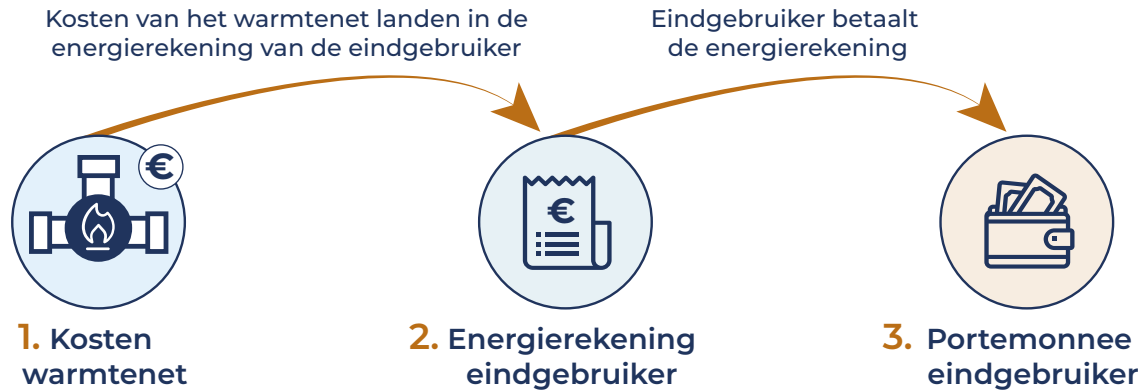 Kosten van het warmtenet landen in de
energierekening van de eindgebruiker
Eindgebruiker betaalt
de energierekening
€
€
1. Kosten
warmtenet
2. Energierekening
eindgebruiker
3. Portemonnee
eindgebruiker